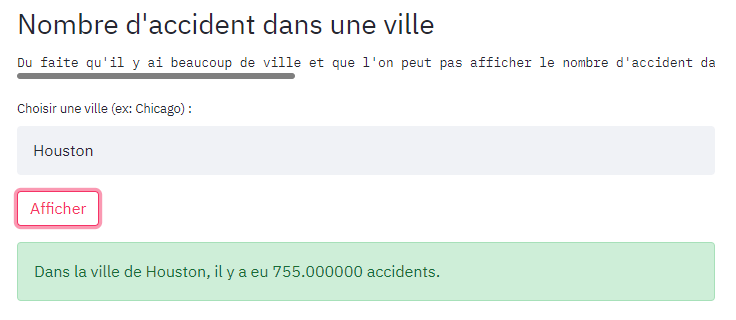 Nombre d'accident dans une ville
Du faite qu'il y ai beaucoup de ville et que l'on peut pas afficher le nombre d'accident da
Choisir une ville (ex: Chicago) :
Houston
Afficher
Dans la ville de Houston, il y a eu 755.000000 accidents.